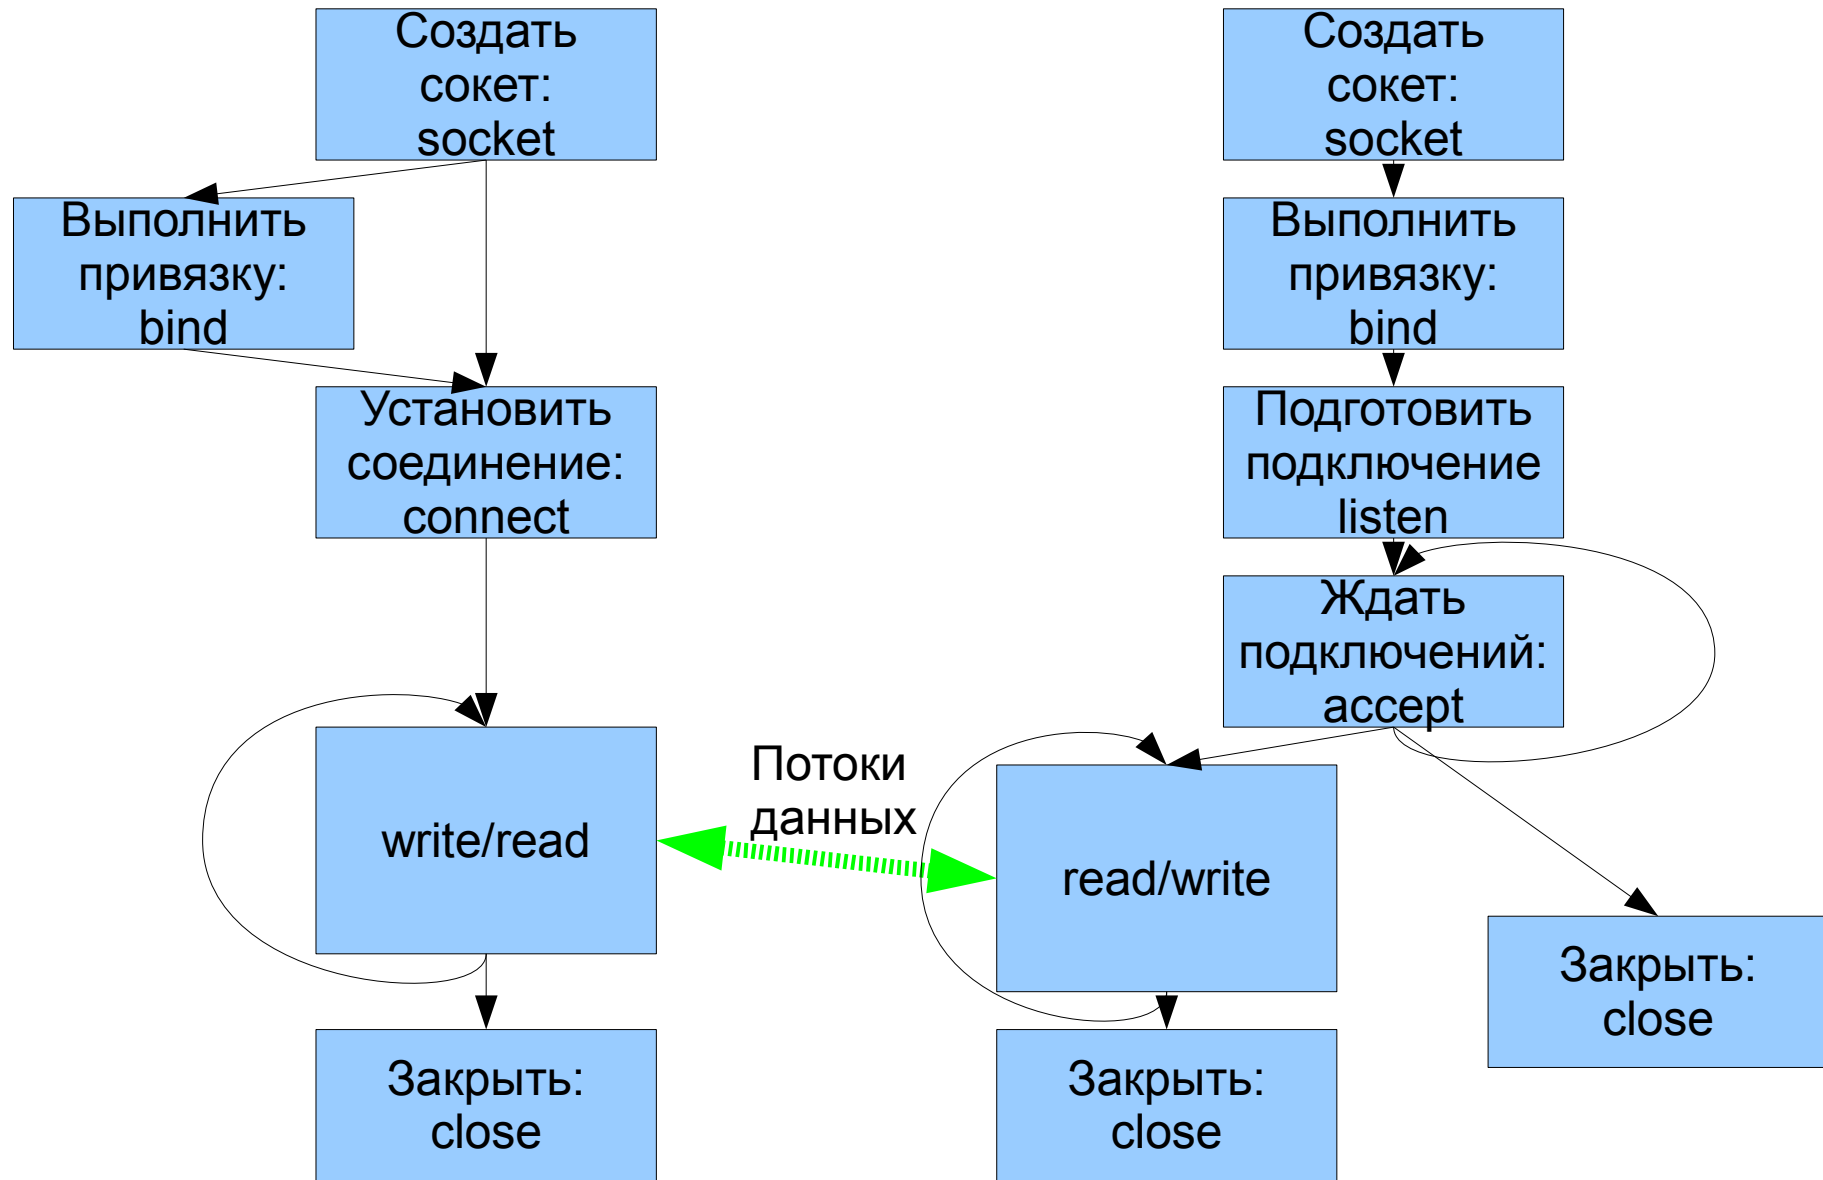 Создать
сокет:
socket
Выполнить
привязку:
bind
Установить
соединение:
connect
write/read
Закрыть:
close
Потоки
данных
Создать
сокет:
socket
Выполнить
привязку:
bind
Подготовить
подключение
listen
Ждать
подключений:
accept
read/write
Закрыть:
close
Закрыть:
close